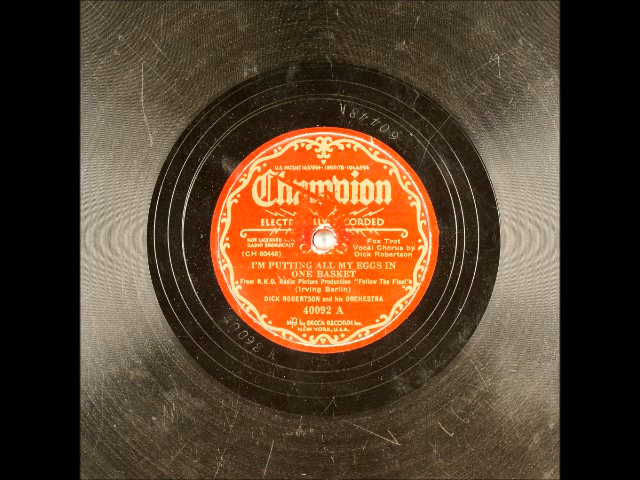 Champion
ELECTRICALLY RECORDED
NOT LICENSED
RADIO BROADCAST
(CH 60448)
Fox Trot
Vocal Chorus by
Dick Robertson
I'M PUTTING ALL MY EGGS IN
ONE BASKET
From R.K.O. Radio Picture Production "Follow The Fleet"
(Irving Berlin)
DICK ROBERTSON and his ORCHESTRA
40092 A
by DECCA RECORDS Inc.
NEW YORK, U.S.A.